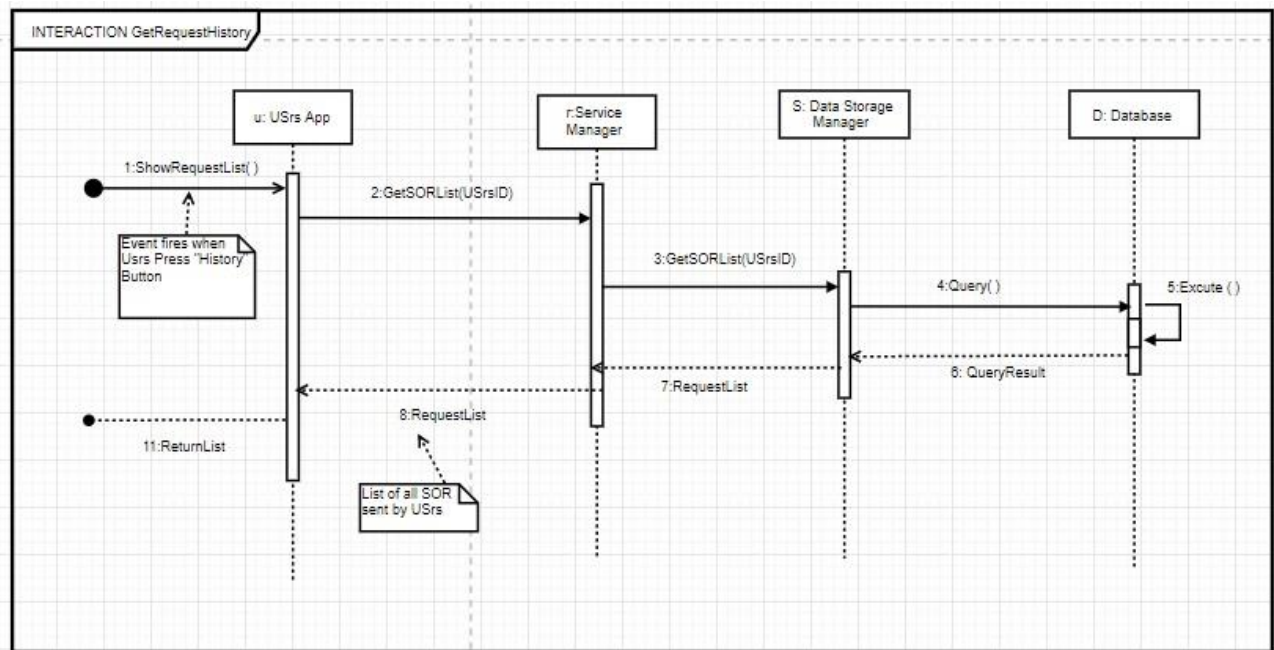 INTERACTION GetRequestHistory
u: USrs App
r:Service
Manager
S: Data Storage
Manager
D: Database
1:ShowRequestList( )
2:GetSORList(USrsID)
Event fires when
Usrs Press "History"
Button
3:GetSORList(USrsID)
4:Query( )
5:Excute ( )
6: QueryResult
7:RequestList
8:RequestList
11:ReturnList
List of all SOR
sent by USrs